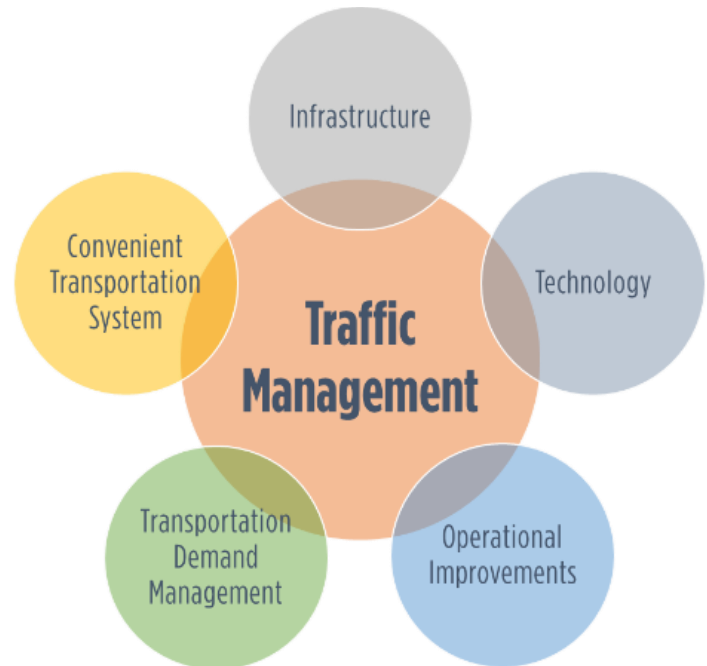 Infrastructure
Convenient
Transportation
System
Technology
Traffic
Management
Transportation
Demand
Management
Operational
Improvements